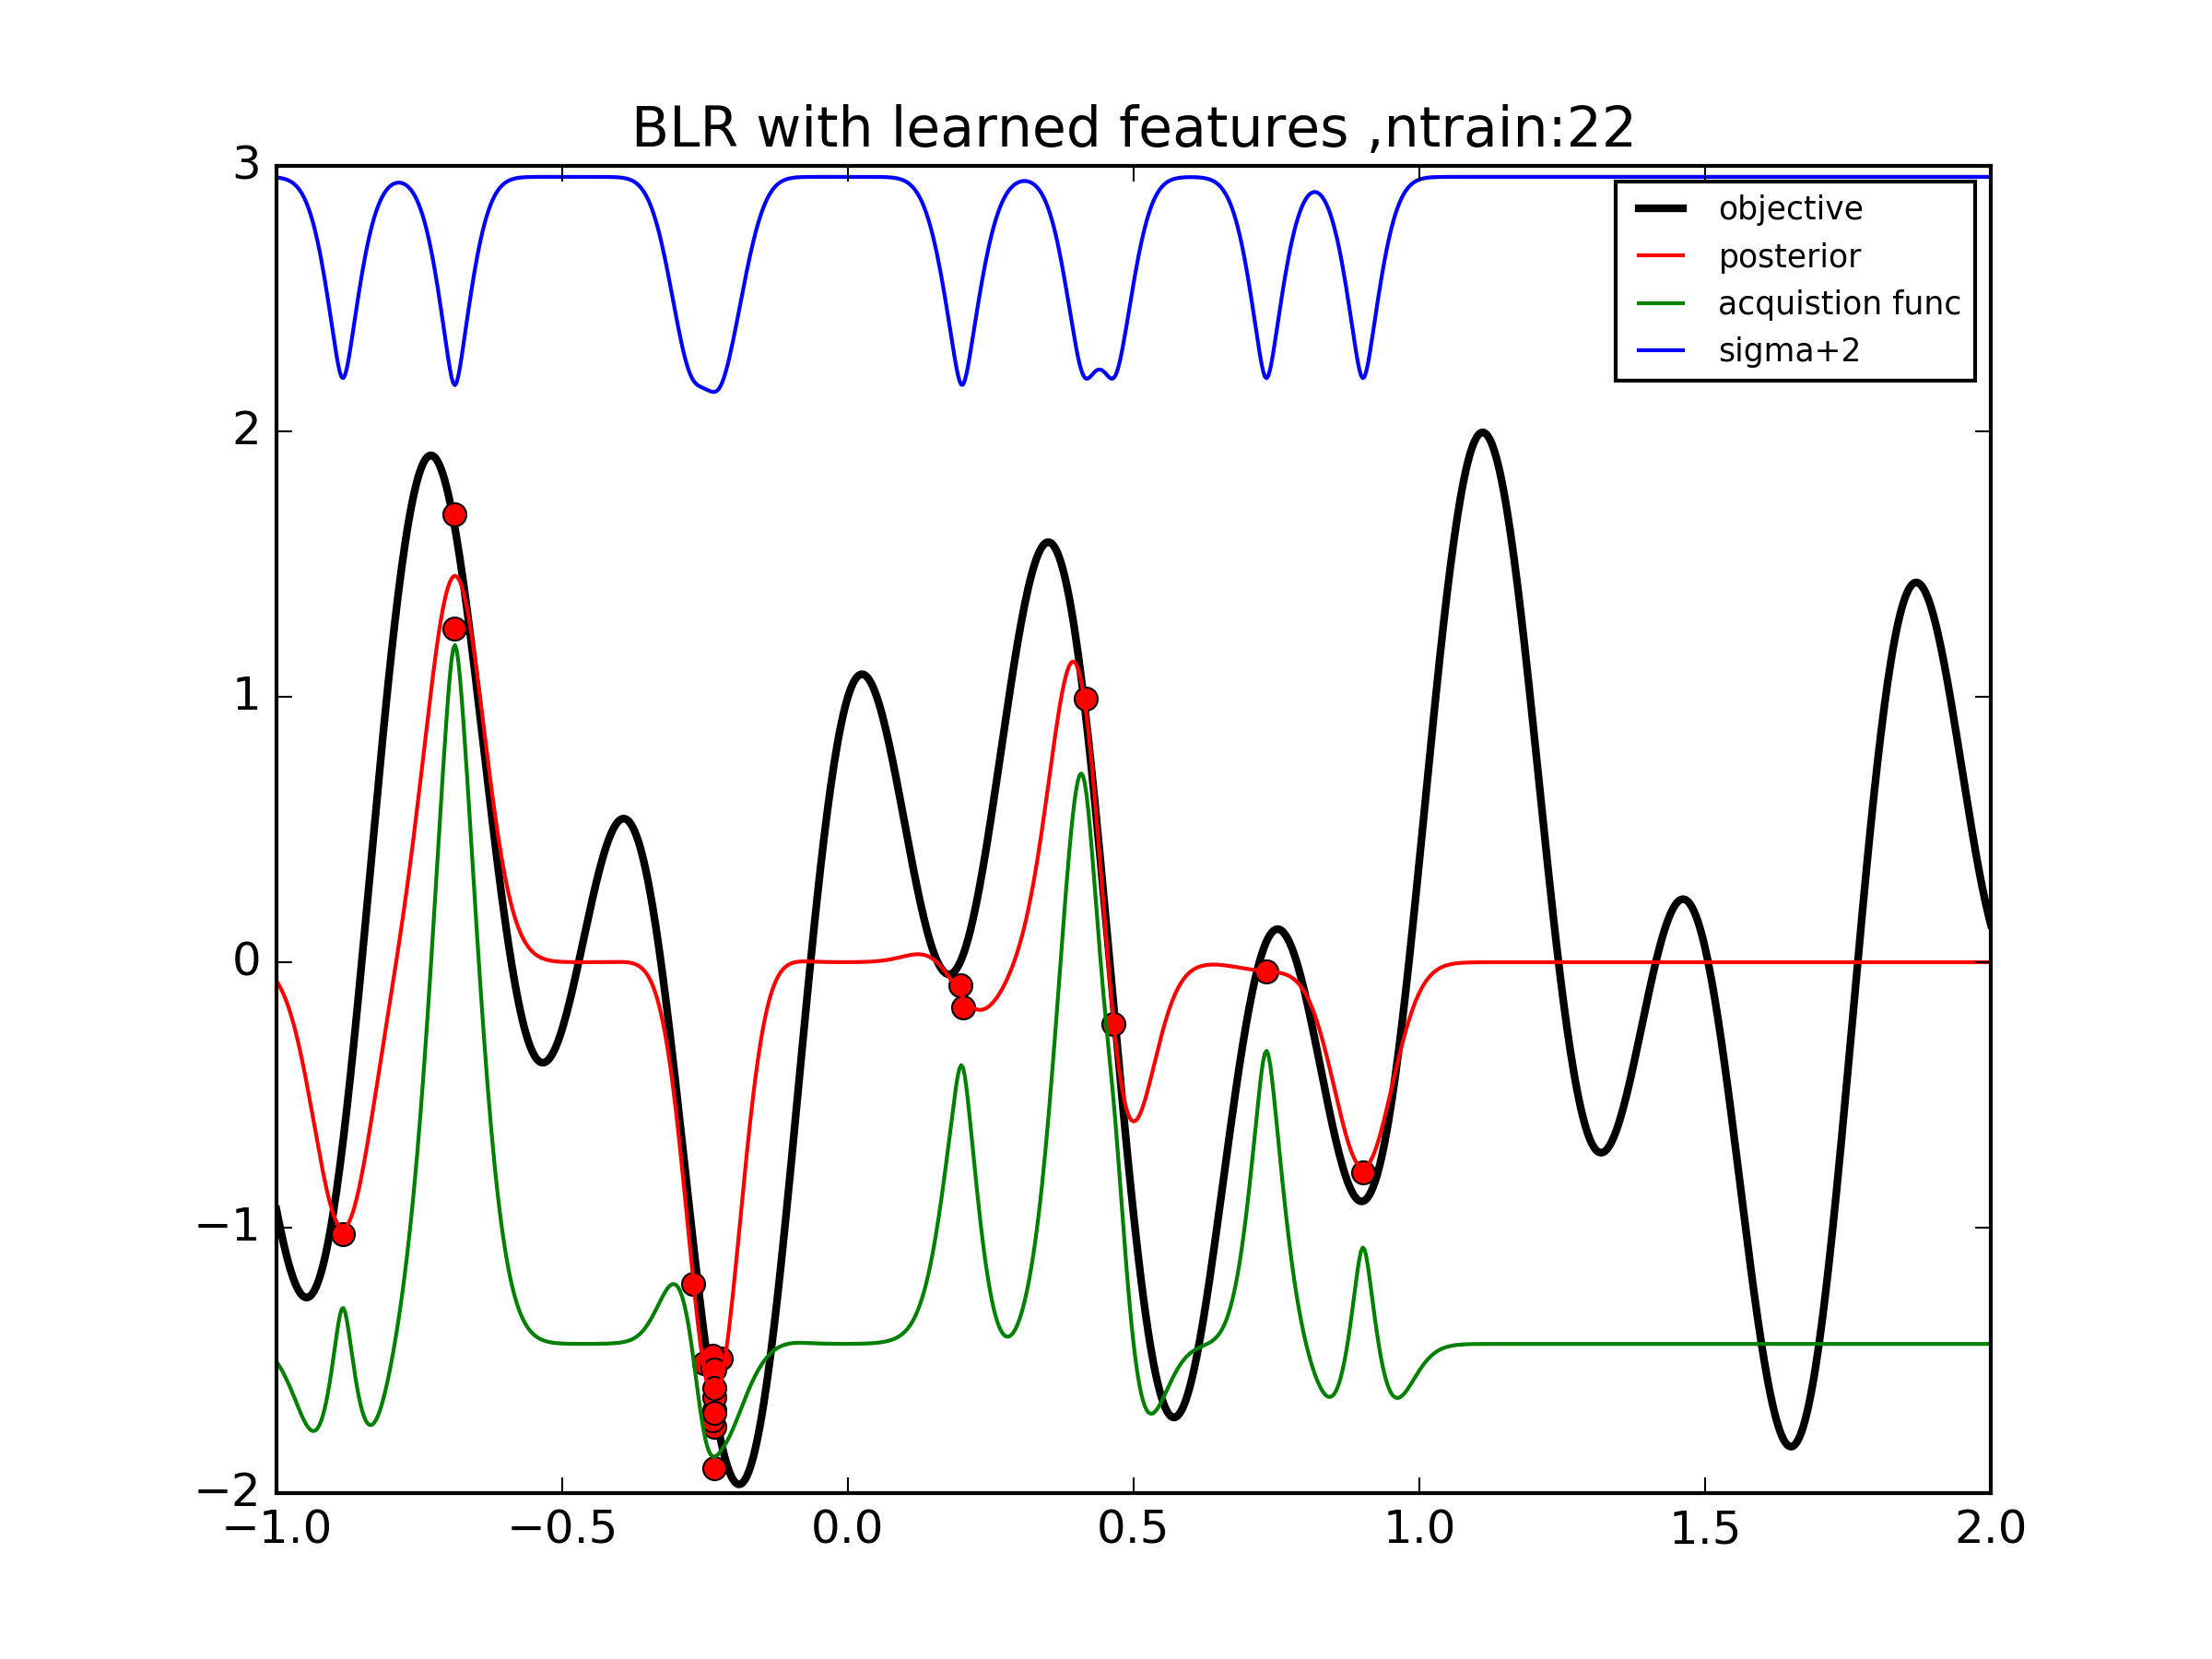 BLR with learned features ,ntrain:22
3
2
1
0
−1
−2
objective
posterior
acquistion func
sigma+2
−1.0 −0.5 0.0 0.5 1.0 1.5 2.0